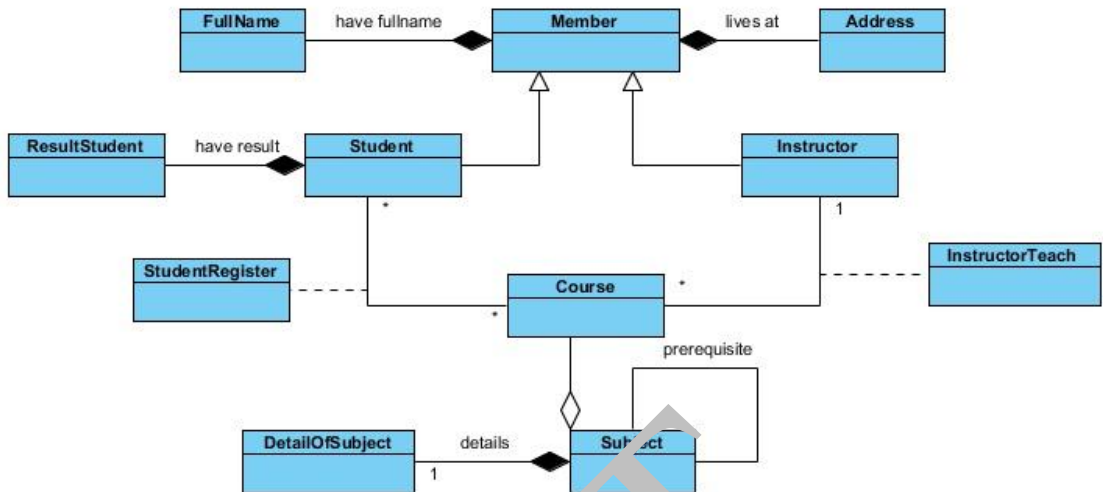 FullName
have fullname
Member
lives at
Address
ResultStudent
have result
Student
Instructor
*
1
StudentRegister
InstructorTeach
Course
*
*
prerequisite
DetailOfSubject
details
Subject
1